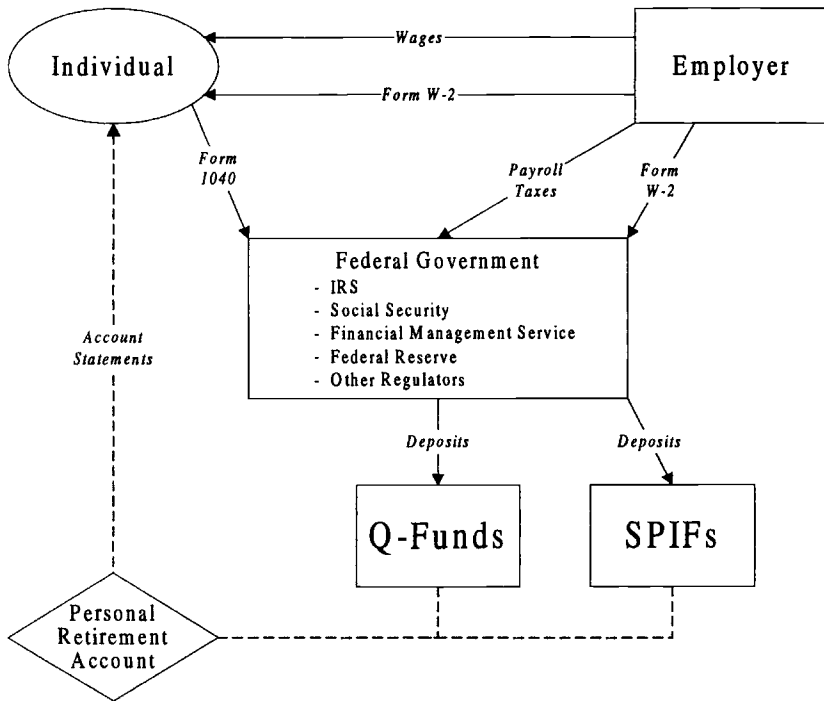 Individual
Wages
Employer
Form W-2
Form
1040
Payroll
Taxes
Form
W-2
Federal Government
- IRS
- Social Security
- Financial Management Service
- Federal Reserve
- Other Regulators
Account
Statements
Deposits
Deposits
Q-Funds
SPIFs
Personal
Retirement
Account